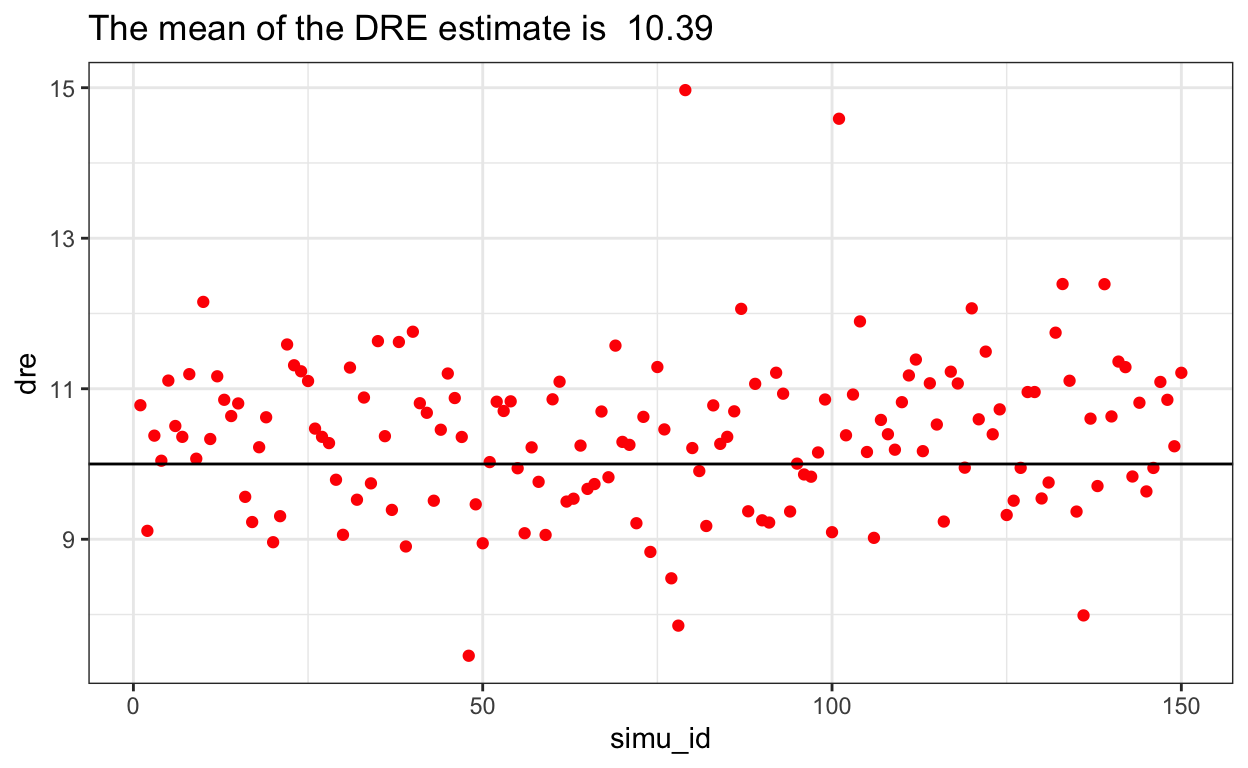 The mean of the DRE estimate is  10.39
15
13
11
9
dre
0 50 100 150
simu_id